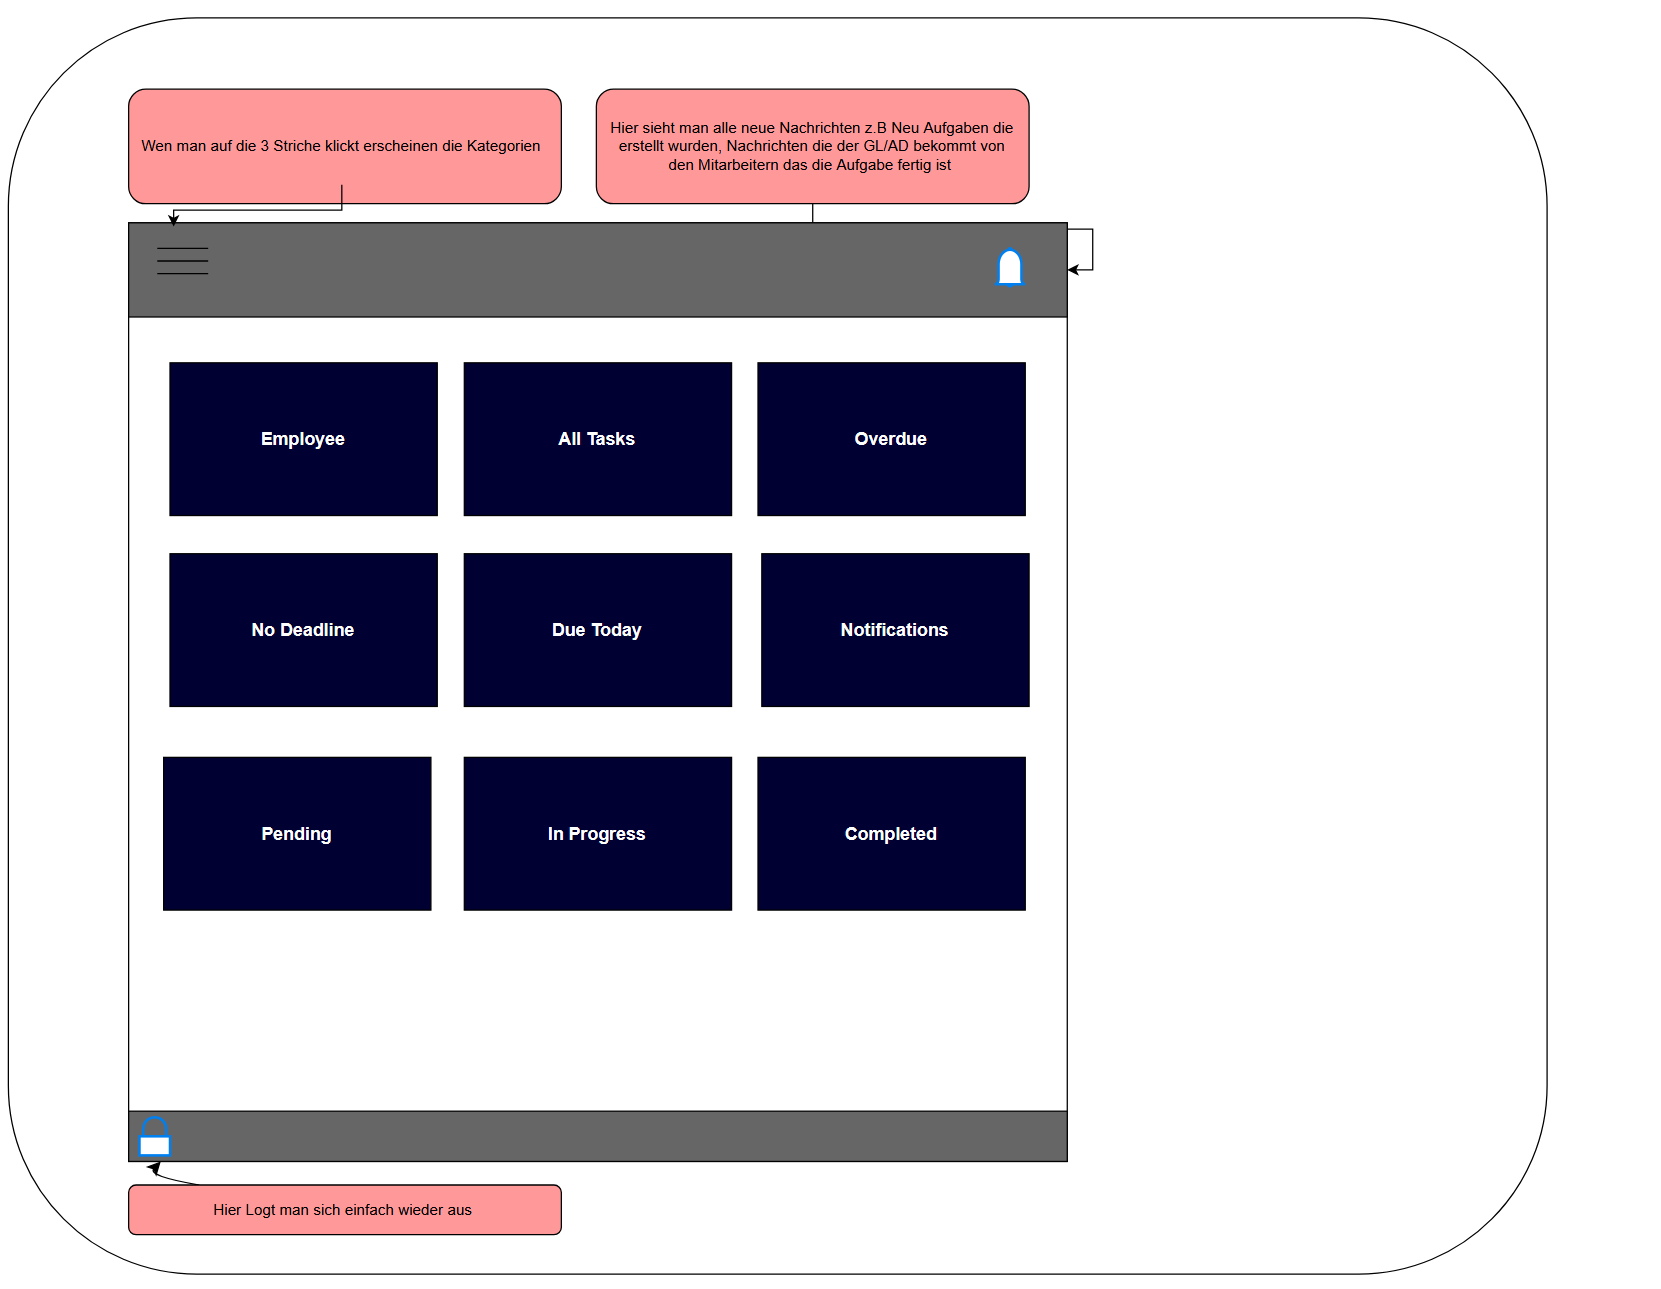 Wen man auf die 3 Striche klickt erscheinen die Kategorien
Hier sieht man alle neue Nachrichten z.B Neu Aufgaben die
erstellt wurden, Nachrichten die der GL/AD bekommt von
den Mitarbeitern das die Aufgabe fertig ist
Employee
All Tasks
Overdue
No Deadline
Due Today
Notifications
Pending
In Progress
Completed
Hier Logt man sich einfach wieder aus